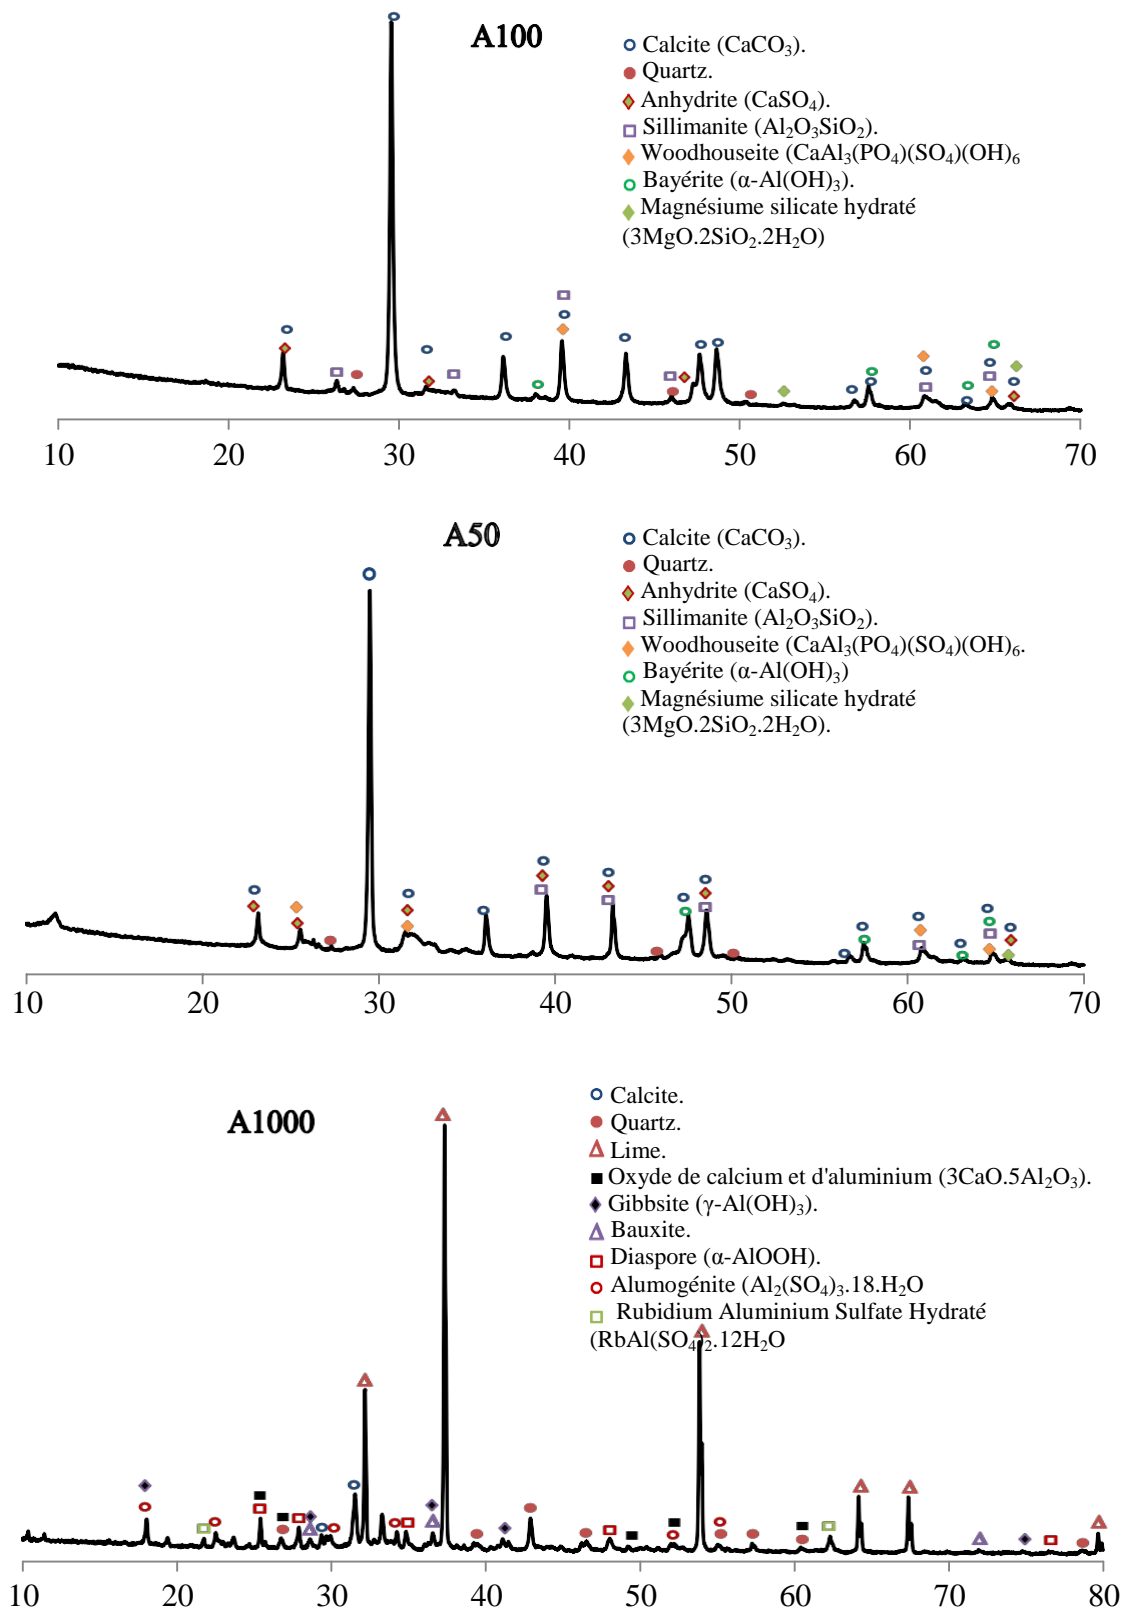 A100
Calcite (CaCO₃).
Quartz.
Anhydrite (CaSO₄).
Sillimanite (Al₂O₃SiO₂).
Woodhouseite (CaAl₃(PO₄)(SO₄)(OH)₆
Bayérite (α-Al(OH)₃).
Magnésiume silicate hydraté
(3MgO.2SiO₂.2H₂O)
10 20 30 40 50 60 70
A50
Calcite (CaCO₃).
Quartz.
Anhydrite (CaSO₄).
Sillimanite (Al₂O₃SiO₂).
Woodhouseite (CaAl₃(PO₄)(SO₄)(OH)₆.
Bayérite (α-Al(OH)₃)
Magnésiume silicate hydraté
(3MgO.2SiO₂.2H₂O).
10 20 30 40 50 60 70
A1000
Calcite.
Quartz.
Lime.
Oxyde de calcium et d'aluminium (3CaO.5Al₂O₃).
Gibbsite (γ-Al(OH)₃).
Bauxite.
Diaspore (α-AlOOH).
Alumogénite (Al₂(SO₄)₃.18.H₂O
Rubidium Aluminium Sulfate Hydraté
(RbAl(SO₄)₂.12H₂O
10 20 30 40 50 60 70 80